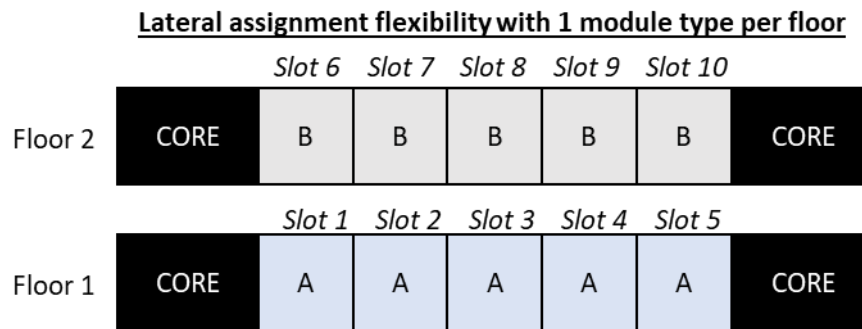 Lateral assignment flexibility with 1 module type per floor
Slot 6 Slot 7 Slot 8 Slot 9 Slot 10
Floor 2 CORE B B B B B CORE
Slot 1 Slot 2 Slot 3 Slot 4 Slot 5
Floor 1 CORE A A A A A CORE